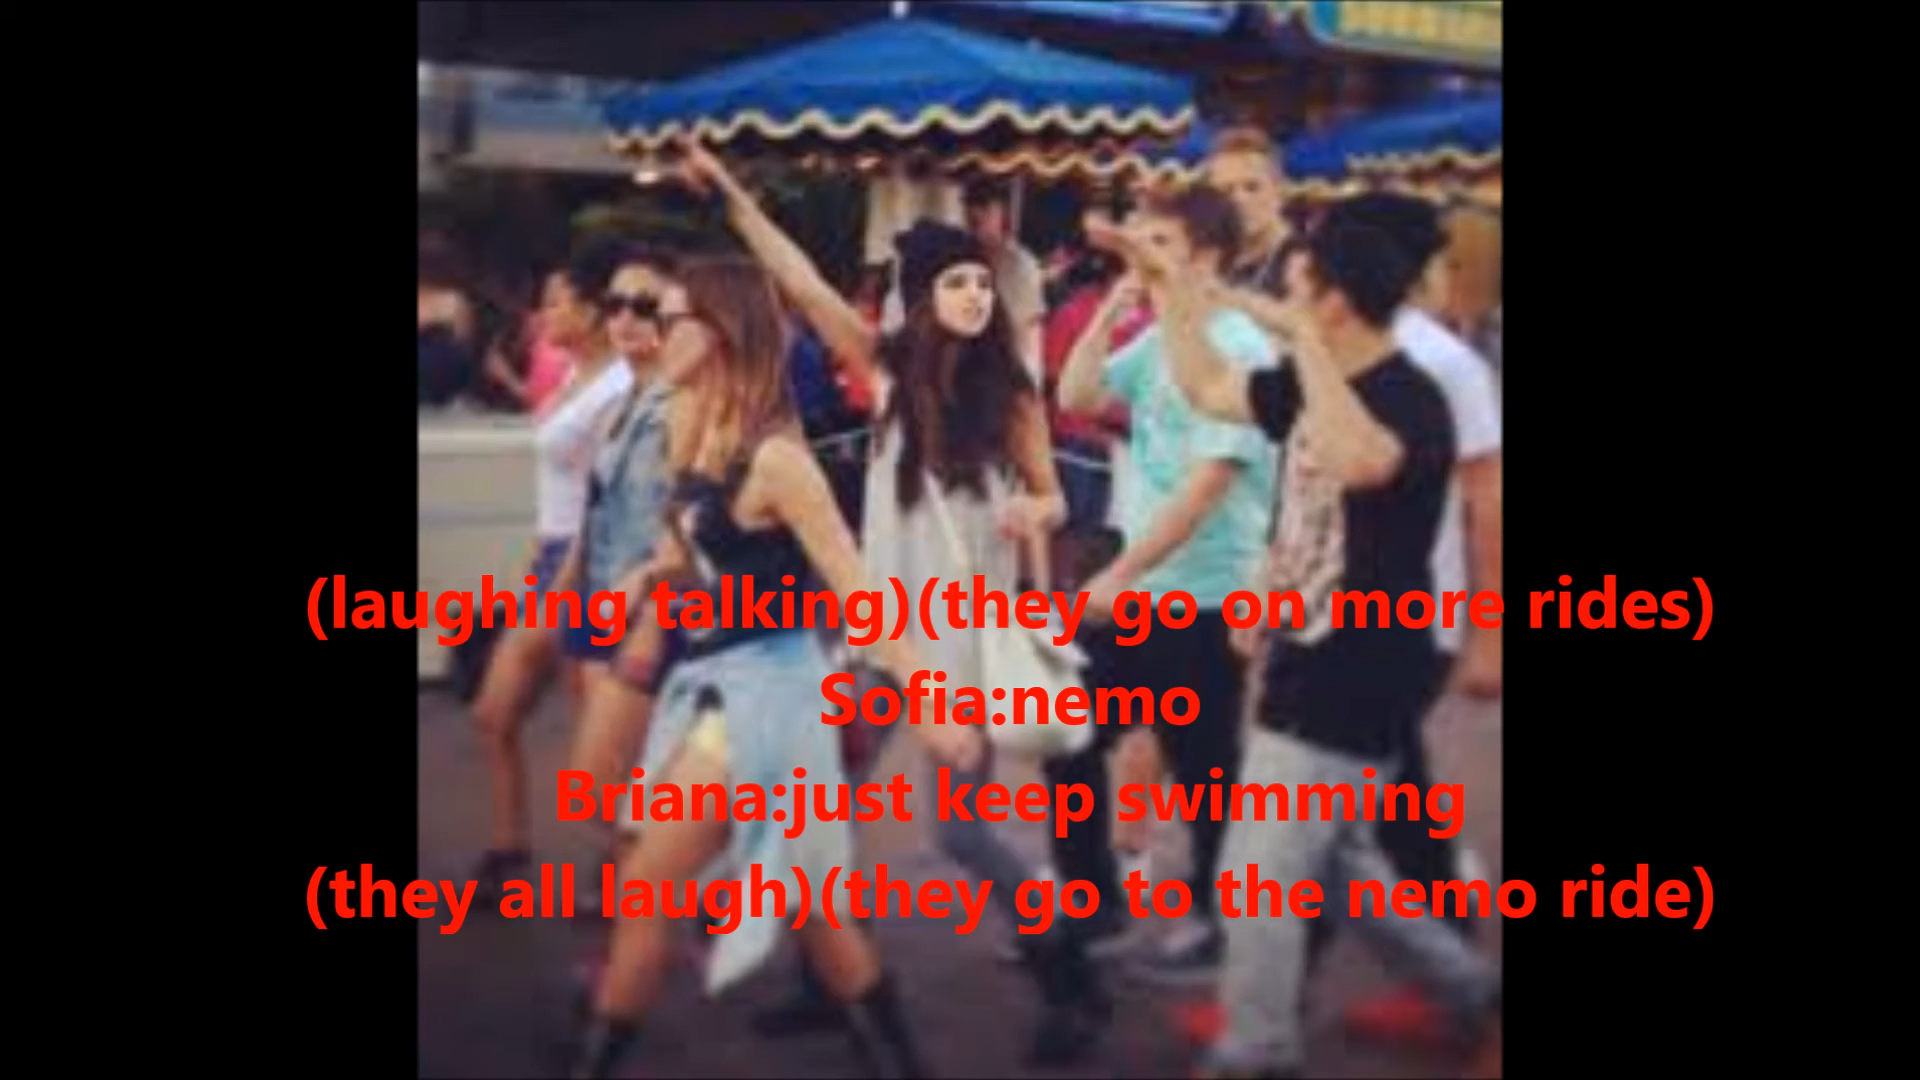 (laughing talking)(they go on more rides)
Sofia:nemo
Briana:just keep swimming
(they all laugh)(they go to the nemo ride)